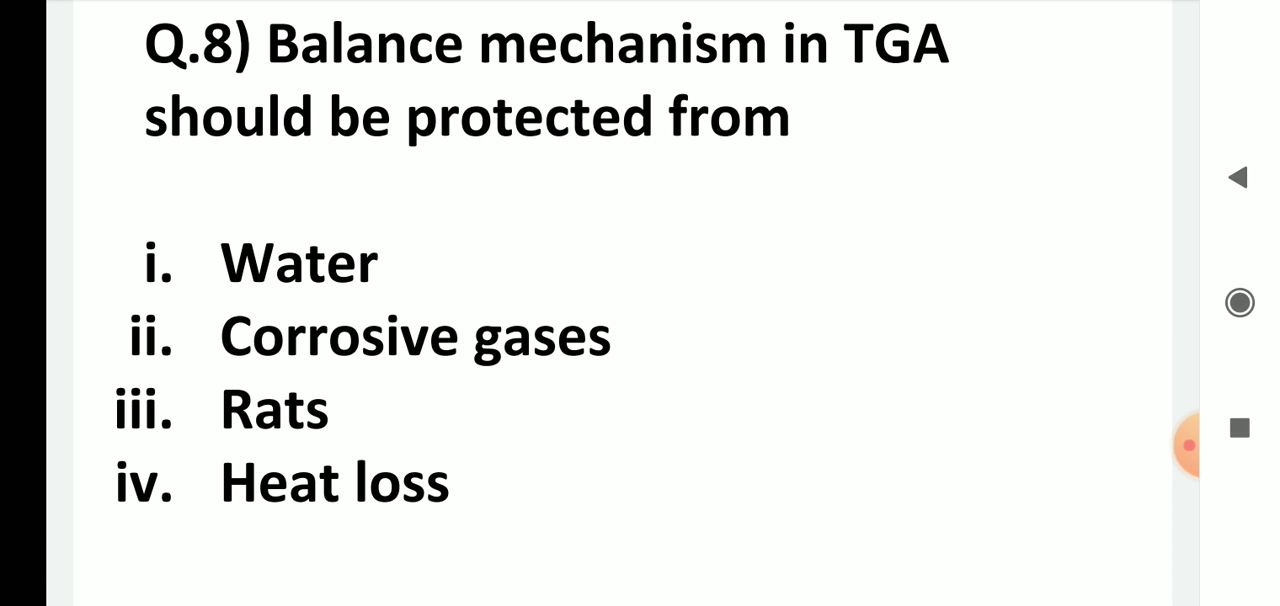 Q.8) Balance mechanism in TGA
should be protected from
i. Water
ii. Corrosive gases
iii. Rats
iv. Heat loss